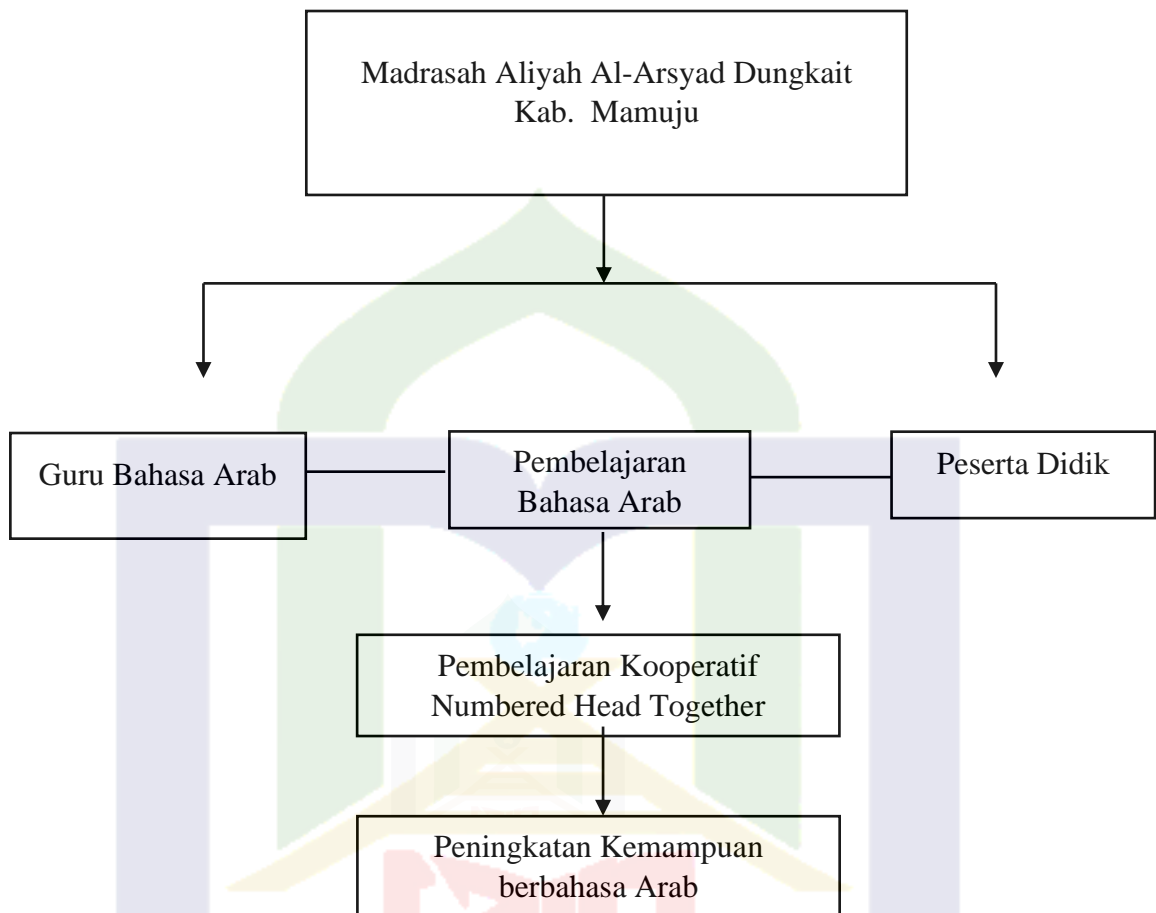 Madrasah Aliyah Al-Arsyad Dungkait
Kab.  Mamuju
Guru Bahasa Arab
Pembelajaran
Bahasa Arab
Peserta Didik
Pembelajaran Kooperatif
Numbered Head Together
Peningkatan Kemampuan
berbahasa Arab